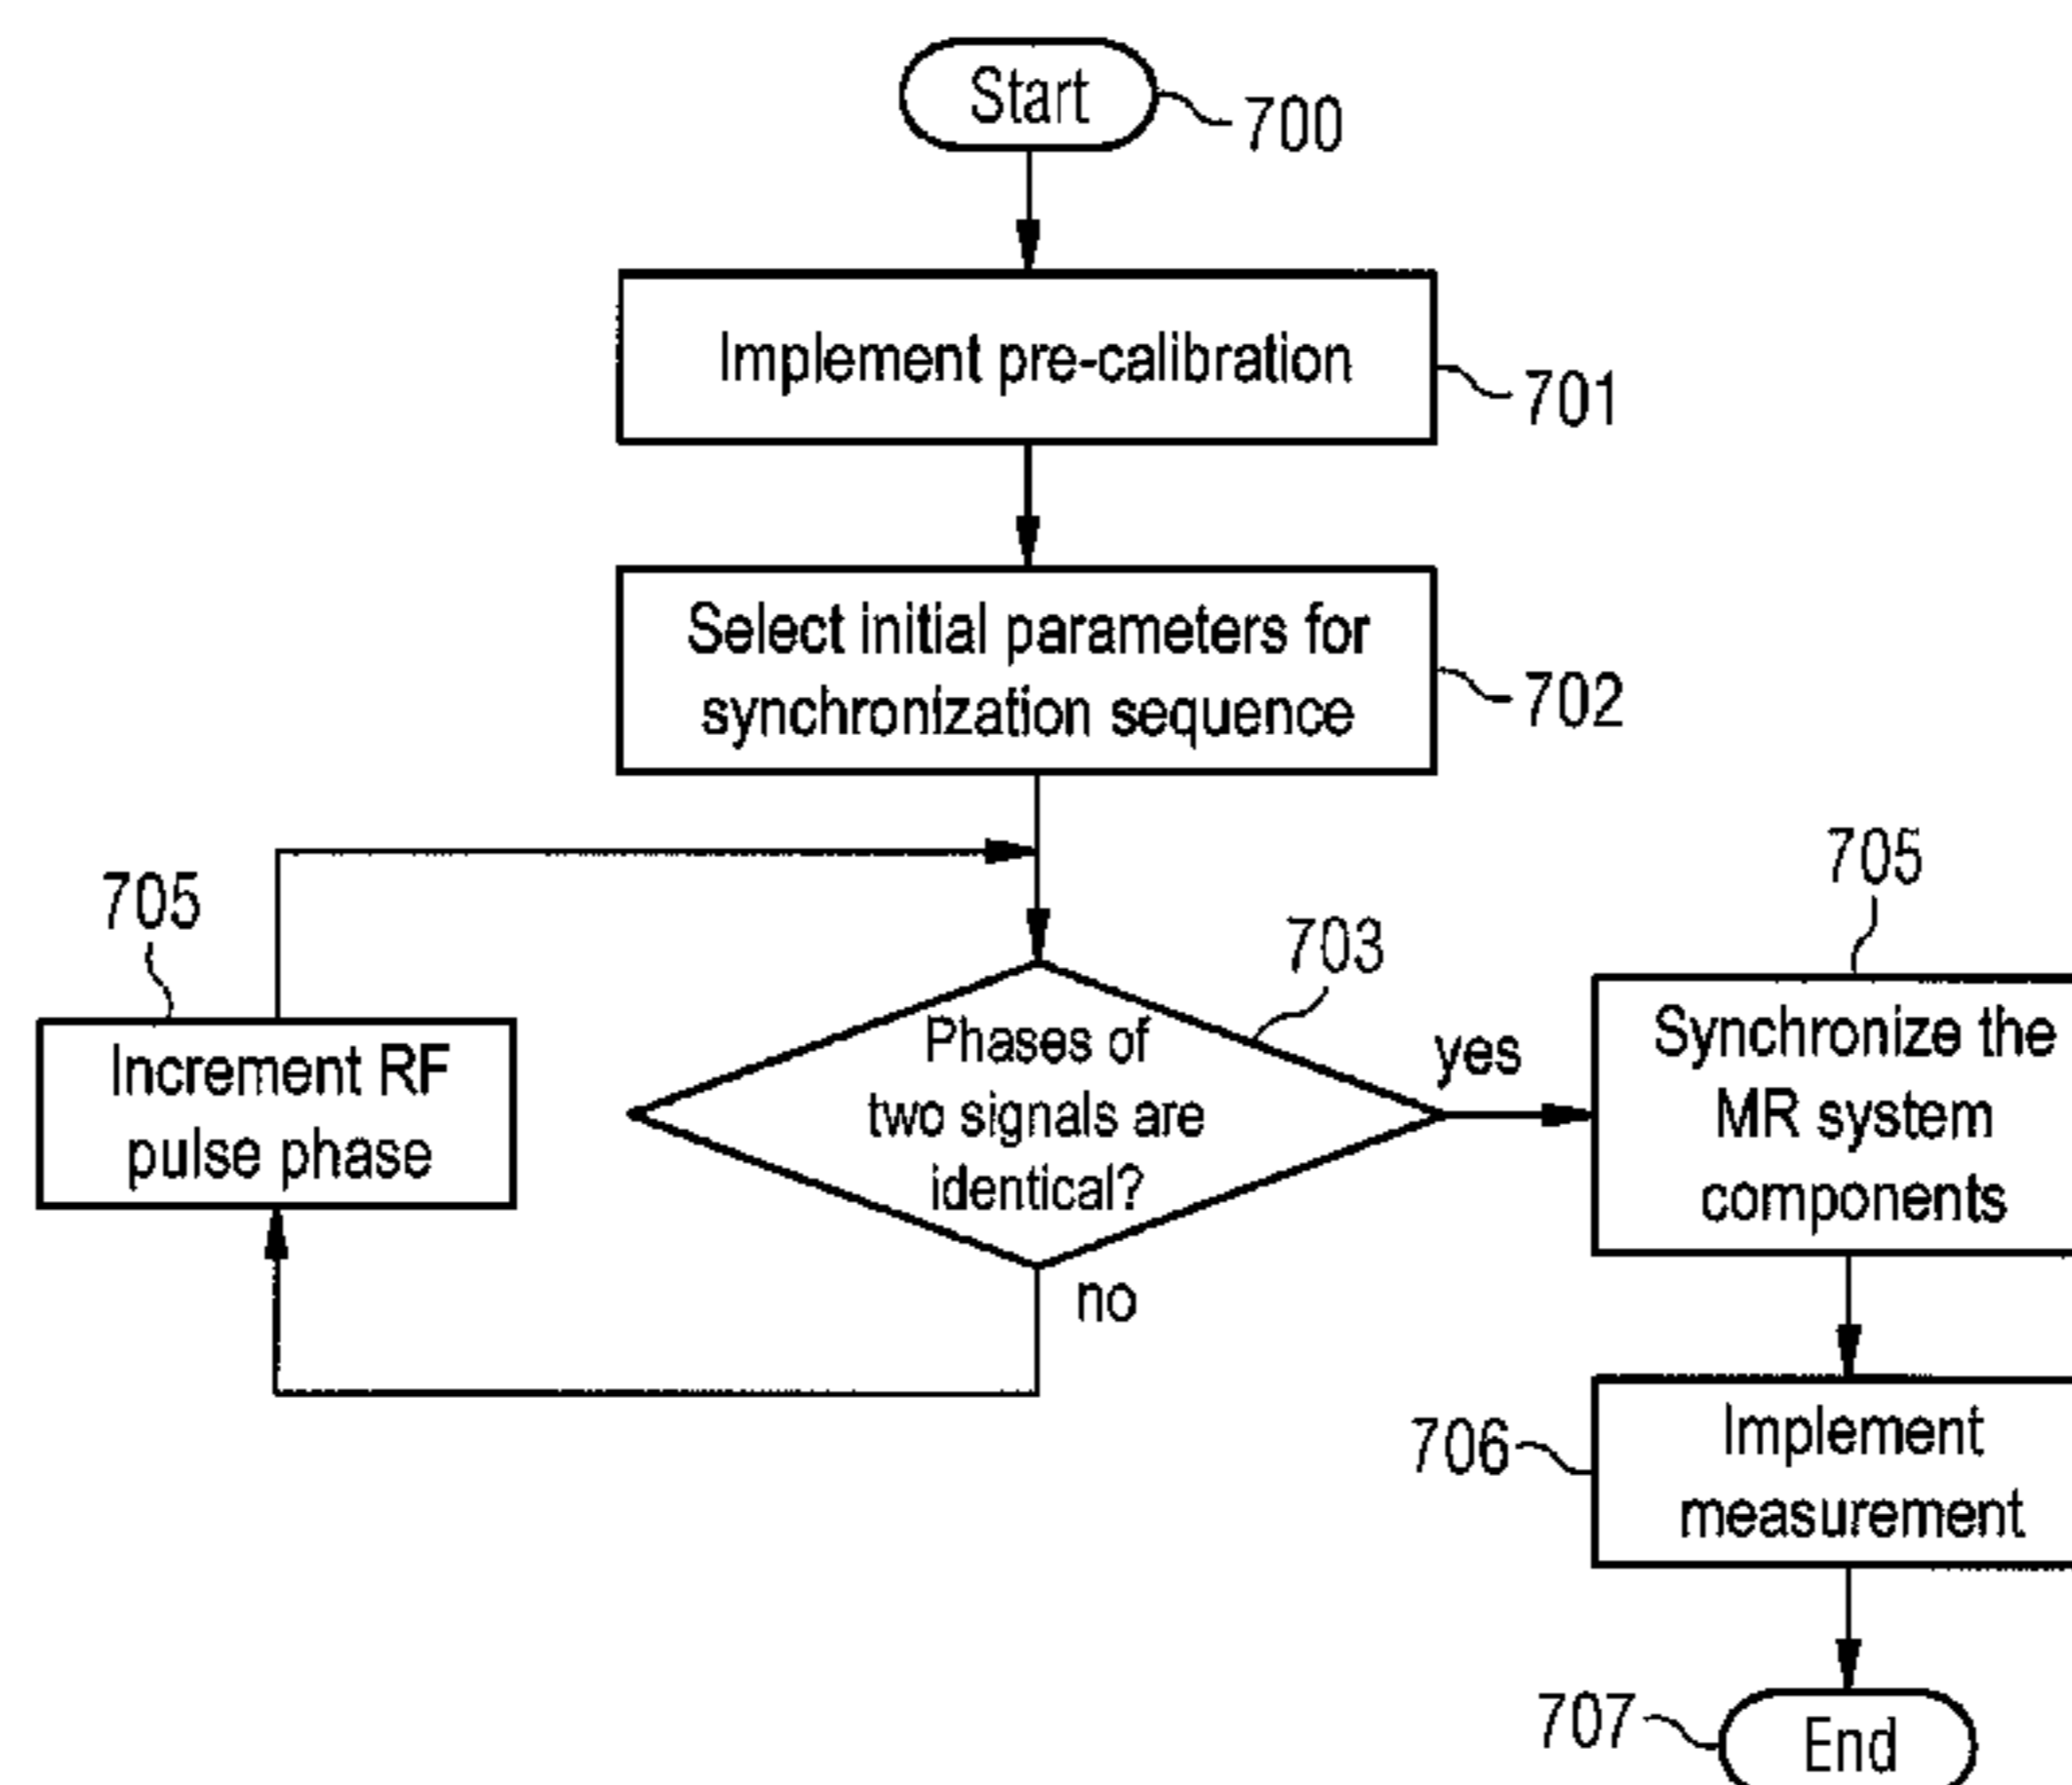 Start
700
Implement pre-calibration
701
Select initial parameters for
synchronization sequence
702
705
Increment RF
pulse phase
703
Phases of
two signals are
identical?
yes
no
705
Synchronize the
MR system
components
706
Implement
measurement
707
End